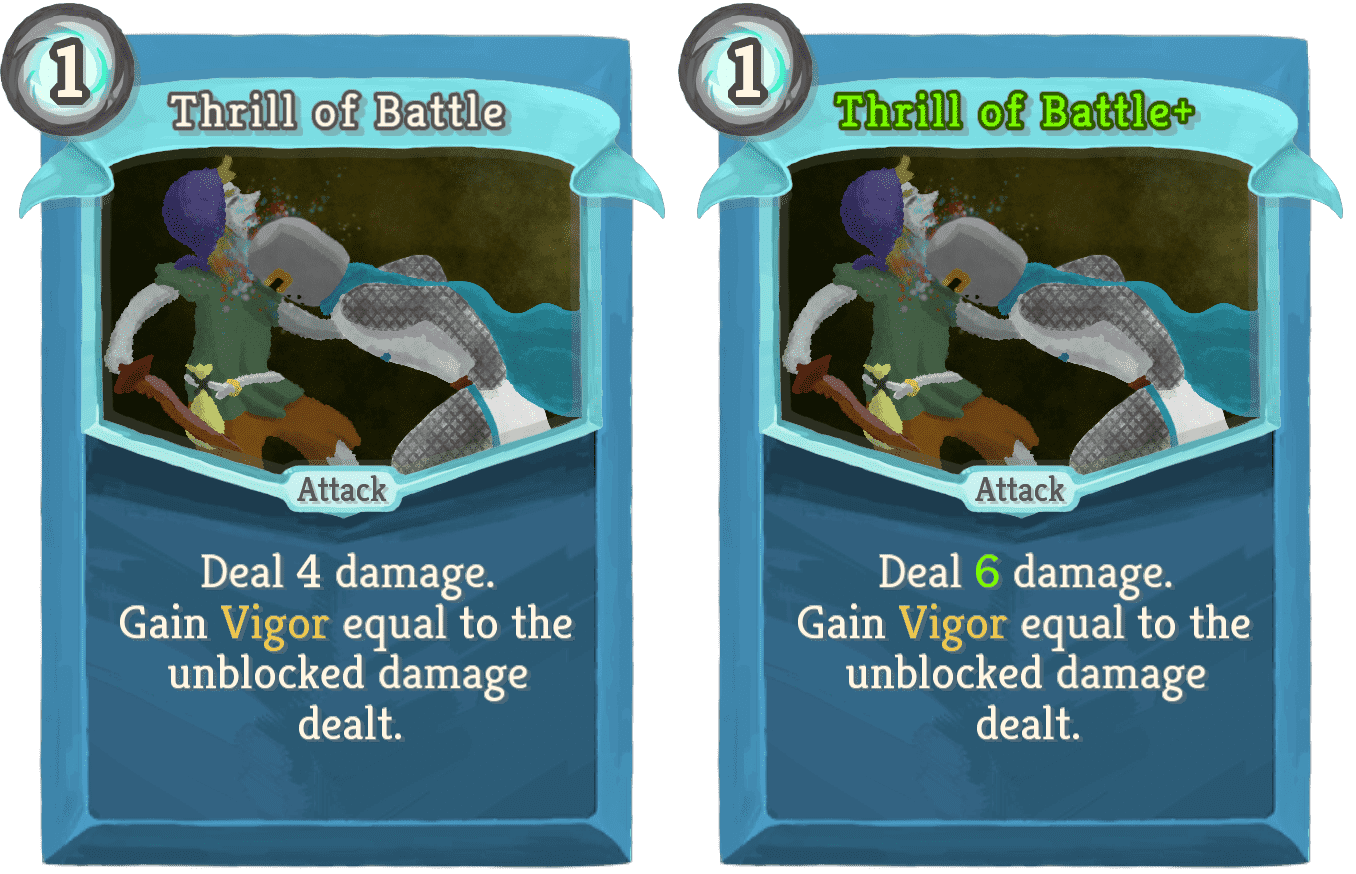 1
Thrill of Battle
Attack
Deal 4 damage.
Gain Vigor equal to the
unblocked damage
dealt.
1
Thrill of Battle+
Attack
Deal 6 damage.
Gain Vigor equal to the
unblocked damage
dealt.